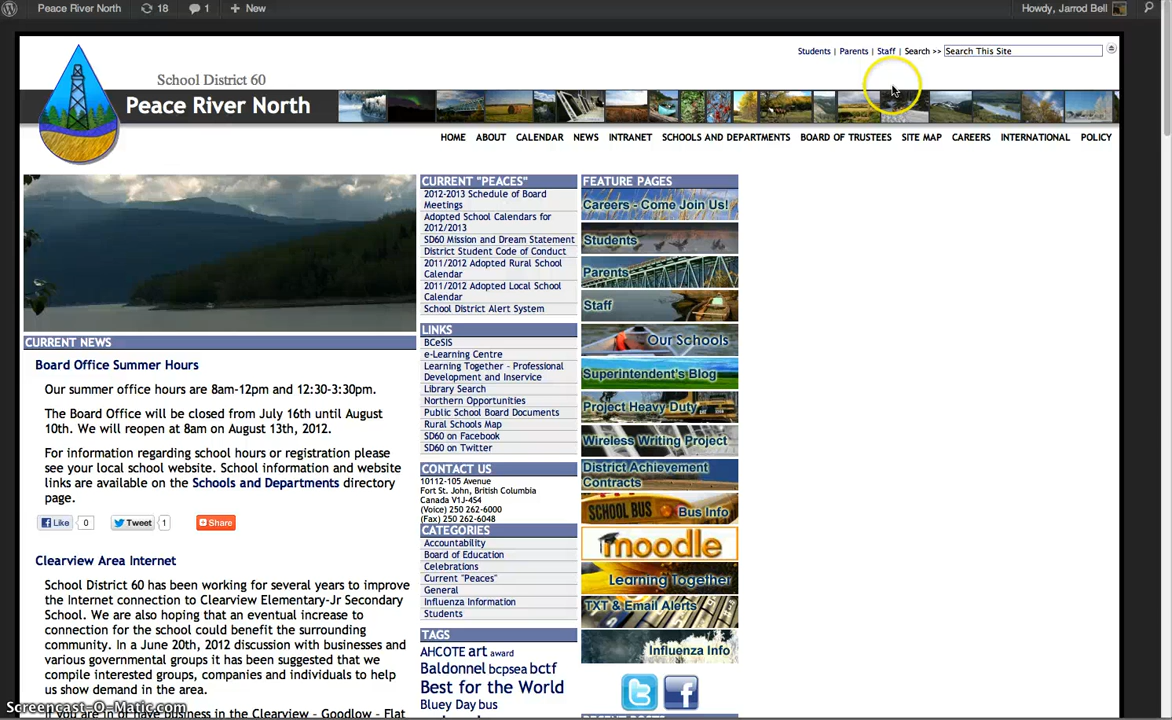 Peace River North 18 1 New Howdy, Jarrod Bell
Students | Parents | Staff | Search >> Search This Site
School District 60
Peace River North
HOME ABOUT CALENDAR NEWS INTRANET SCHOOLS AND DEPARTMENTS BOARD OF TRUSTEES SITE MAP CAREERS INTERNATIONAL POLICY
CURRENT NEWS
Board Office Summer Hours
Our summer office hours are 8am-12pm and 12:30-3:30pm.
The Board Office will be closed from July 16th until August
10th. We will reopen at 8am on August 13th, 2012.
For information regarding school hours or registration please
see your local school website. School information and website
links are available on the Schools and Departments directory
page.
Like 0 Tweet 1 Share
Clearview Area Internet
School District 60 has been working for several years to improve
the Internet connection to Clearview Elementary-Jr Secondary
School. We are also hoping that an eventual increase to
connection for the school could benefit the surrounding
community. In a June 20th, 2012 discussion with businesses and
various governmental groups it has been suggested that we
compile interested groups, companies and individuals to help
us show demand in the area.
If you are in or have business in the Clearview - Goodlow - Flat
CURRENT "PEACES"
2012-2013 Schedule of Board
Meetings
Adopted School Calendars for
2012/2013
SD60 Mission and Dream Statement
District Student Code of Conduct
2011/2012 Adopted Rural School
Calendar
2011/2012 Adopted Local School
Calendar
School District Alert System
LINKS
BCeSIS
e-Learning Centre
Learning Together - Professional
Development and Inservice
Library Search
Northern Opportunities
Public School Board Documents
Rural Schools Map
SD60 on Facebook
SD60 on Twitter
CONTACT US
10112-105 Avenue
Fort St. John, British Columbia
Canada V1J-4S4
(Voice) 250 262-6000
(Fax) 250 262-6048
CATEGORIES
Accountability
Board of Education
Celebrations
Current "Peaces"
General
Influenza Information
Students
TAGS
AHCOTE art award
Baldonnel bcpsea bctf
Best for the World
Bluey Day bus
FEATURE PAGES
Careers - Come Join Us!
Students
Parents
Staff
Our Schools
Superintendent's Blog
Project Heavy Duty
Wireless Writing Project
District Achievement
Contracts
SCHOOL BUS Bus Info
moodle
Learning Together
TXT & Email Alerts
Influenza Info
RECENT POSTS
Screencast-O-Matic.com